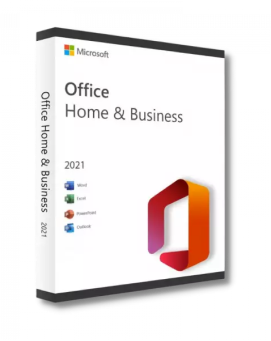 Microsoft
Office
Home & Business
2021
Word
Excel
PowerPoint
Outlook
Office Home & Business 2021